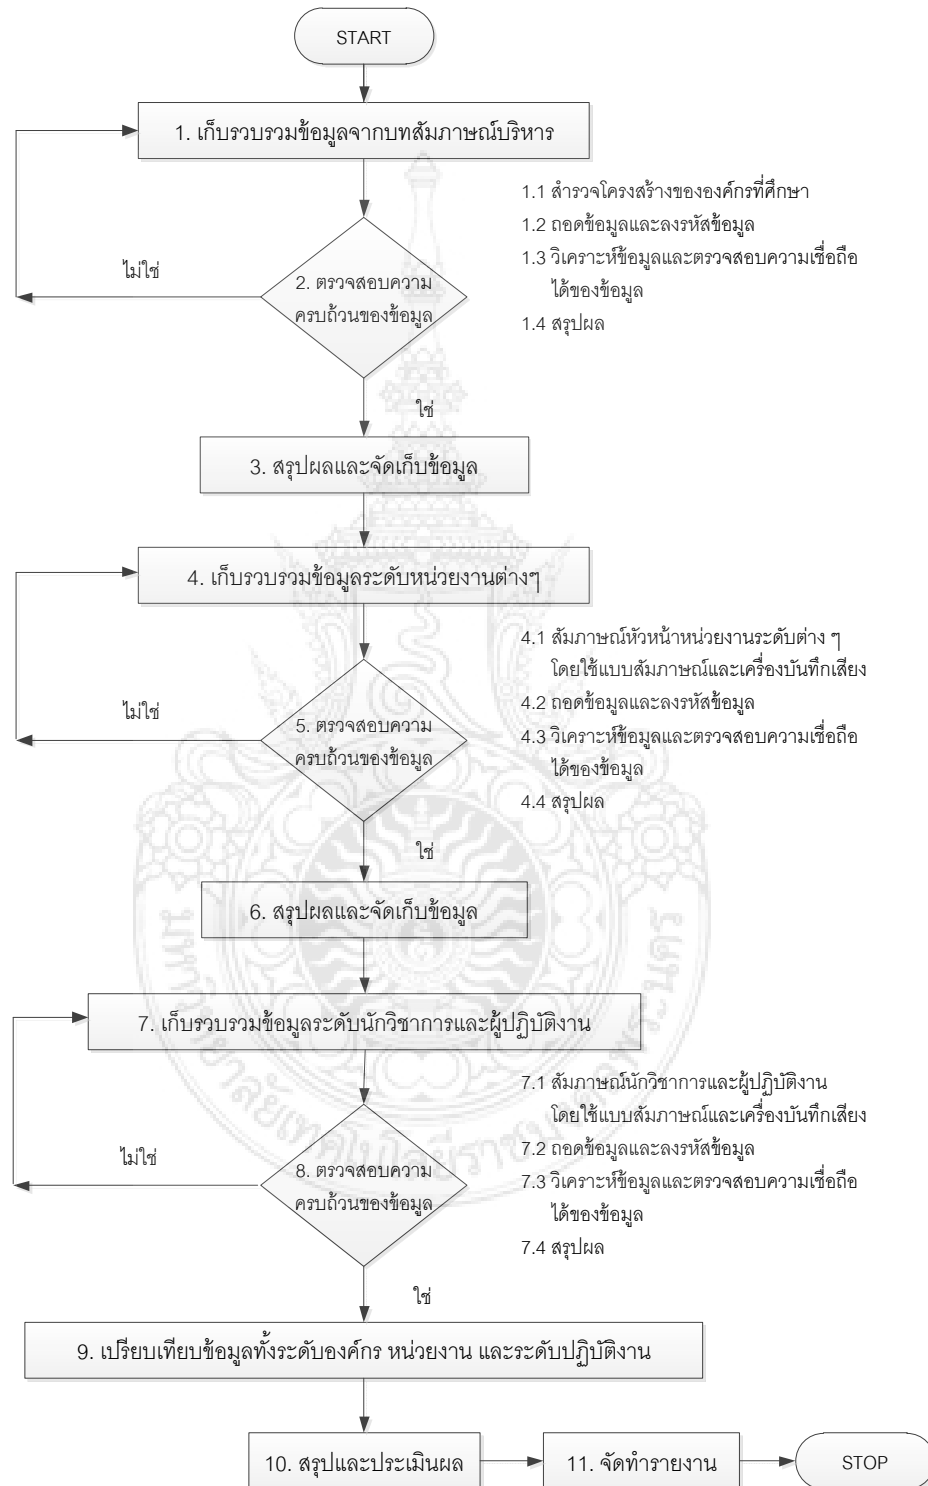 START
1. เก็บรวบรวมข้อมูลจากบทสัมภาษณ์บริหาร
1.1 สำรวจโครงสร้างขององค์กรที่ศึกษา
1.2 ถอดข้อมูลและลงรหัสข้อมูล
1.3 วิเคราะห์ข้อมูลและตรวจสอบความเชื่อถือ
ได้ของข้อมูล
1.4 สรุปผล
ไม่ใช่
2. ตรวจสอบความ
ครบถ้วนของข้อมูล
ใช่
3. สรุปผลและจัดเก็บข้อมูล
4. เก็บรวบรวมข้อมูลระดับหน่วยงานต่างๆ
4.1 สัมภาษณ์หัวหน้าหน่วยงานระดับต่าง ๆ
โดยใช้แบบสัมภาษณ์และเครื่องบันทึกเสียง
4.2 ถอดข้อมูลและลงรหัสข้อมูล
4.3 วิเคราะห์ข้อมูลและตรวจสอบความเชื่อถือ
ได้ของข้อมูล
4.4 สรุปผล
ไม่ใช่
5. ตรวจสอบความ
ครบถ้วนของข้อมูล
ใช่
6. สรุปผลและจัดเก็บข้อมูล
7. เก็บรวบรวมข้อมูลระดับนักวิชาการและผู้ปฏิบัติงาน
7.1 สัมภาษณ์นักวิชาการและผู้ปฏิบัติงาน
โดยใช้แบบสัมภาษณ์และเครื่องบันทึกเสียง
7.2 ถอดข้อมูลและลงรหัสข้อมูล
7.3 วิเคราะห์ข้อมูลและตรวจสอบความเชื่อถือ
ได้ของข้อมูล
7.4 สรุปผล
ไม่ใช่
8. ตรวจสอบความ
ครบถ้วนของข้อมูล
ใช่
9. เปรียบเทียบข้อมูลทั้งระดับองค์กร หน่วยงาน และระดับปฏิบัติงาน
10. สรุปและประเมินผล
11. จัดทำรายงาน
STOP
มหาวิทยาลัยเทคโนโลยีราชมงคลพระนคร